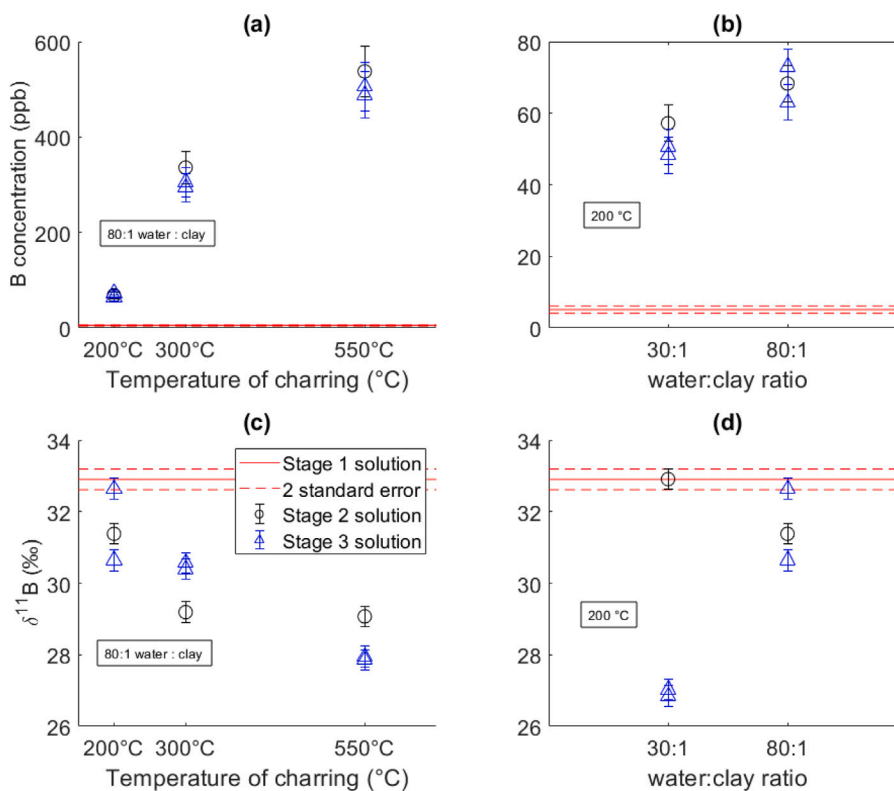 (a)
600
400
200
0
B concentration (ppb)
80:1 water : clay
200°C 300°C 550°C
Temperature of charring (°C)
(b)
80
60
40
20
0
200 °C
30:1 80:1
water:clay ratio
(c)
34
32
30
28
26
δ¹¹B (‰)
Stage 1 solution
2 standard error
Stage 2 solution
Stage 3 solution
80:1 water : clay
200°C 300°C 550°C
Temperature of charring (°C)
(d)
34
32
30
28
26
200 °C
30:1 80:1
water:clay ratio